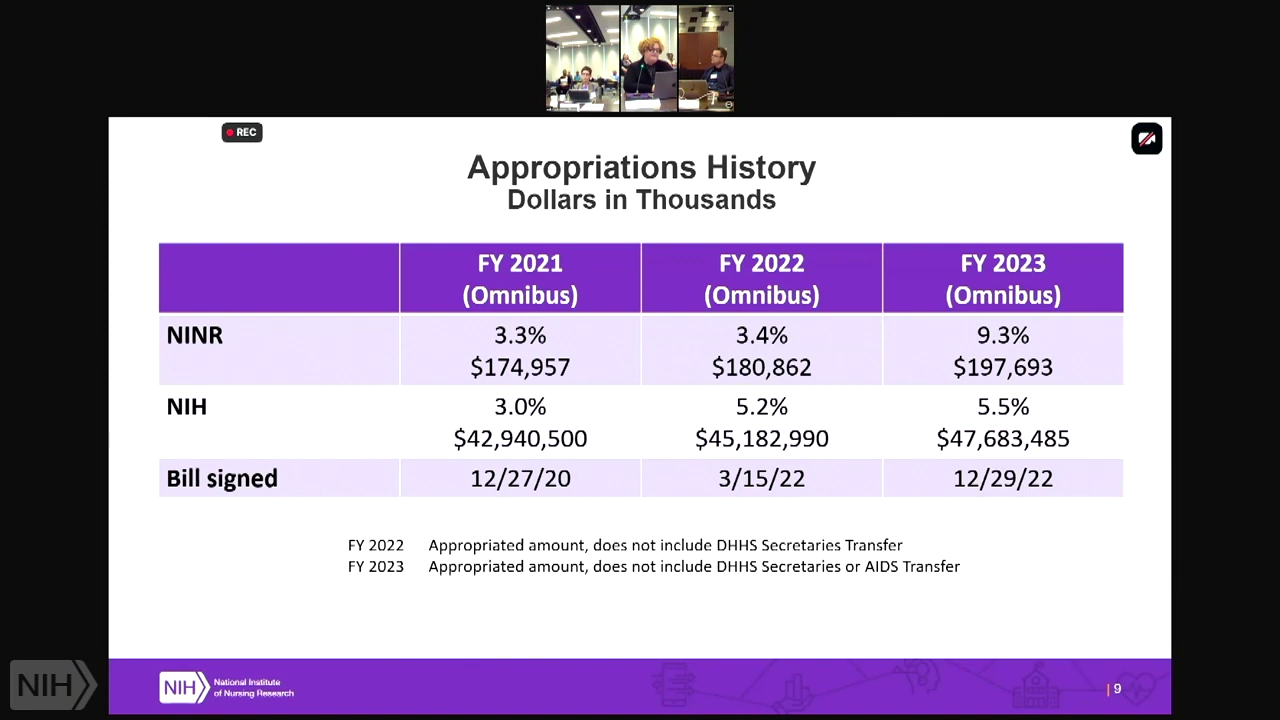 REC
Appropriations History
Dollars in Thousands
FY 2021
(Omnibus)
FY 2022
(Omnibus)
FY 2023
(Omnibus)
NINR
3.3%
$174,957
3.4%
$180,862
9.3%
$197,693
NIH
3.0%
$42,940,500
5.2%
$45,182,990
5.5%
$47,683,485
Bill signed
12/27/20
3/15/22
12/29/22
FY 2022 Appropriated amount, does not include DHHS Secretaries Transfer
FY 2023 Appropriated amount, does not include DHHS Secretaries or AIDS Transfer
NIH
NIH
National Institute
of Nursing Research
| 9